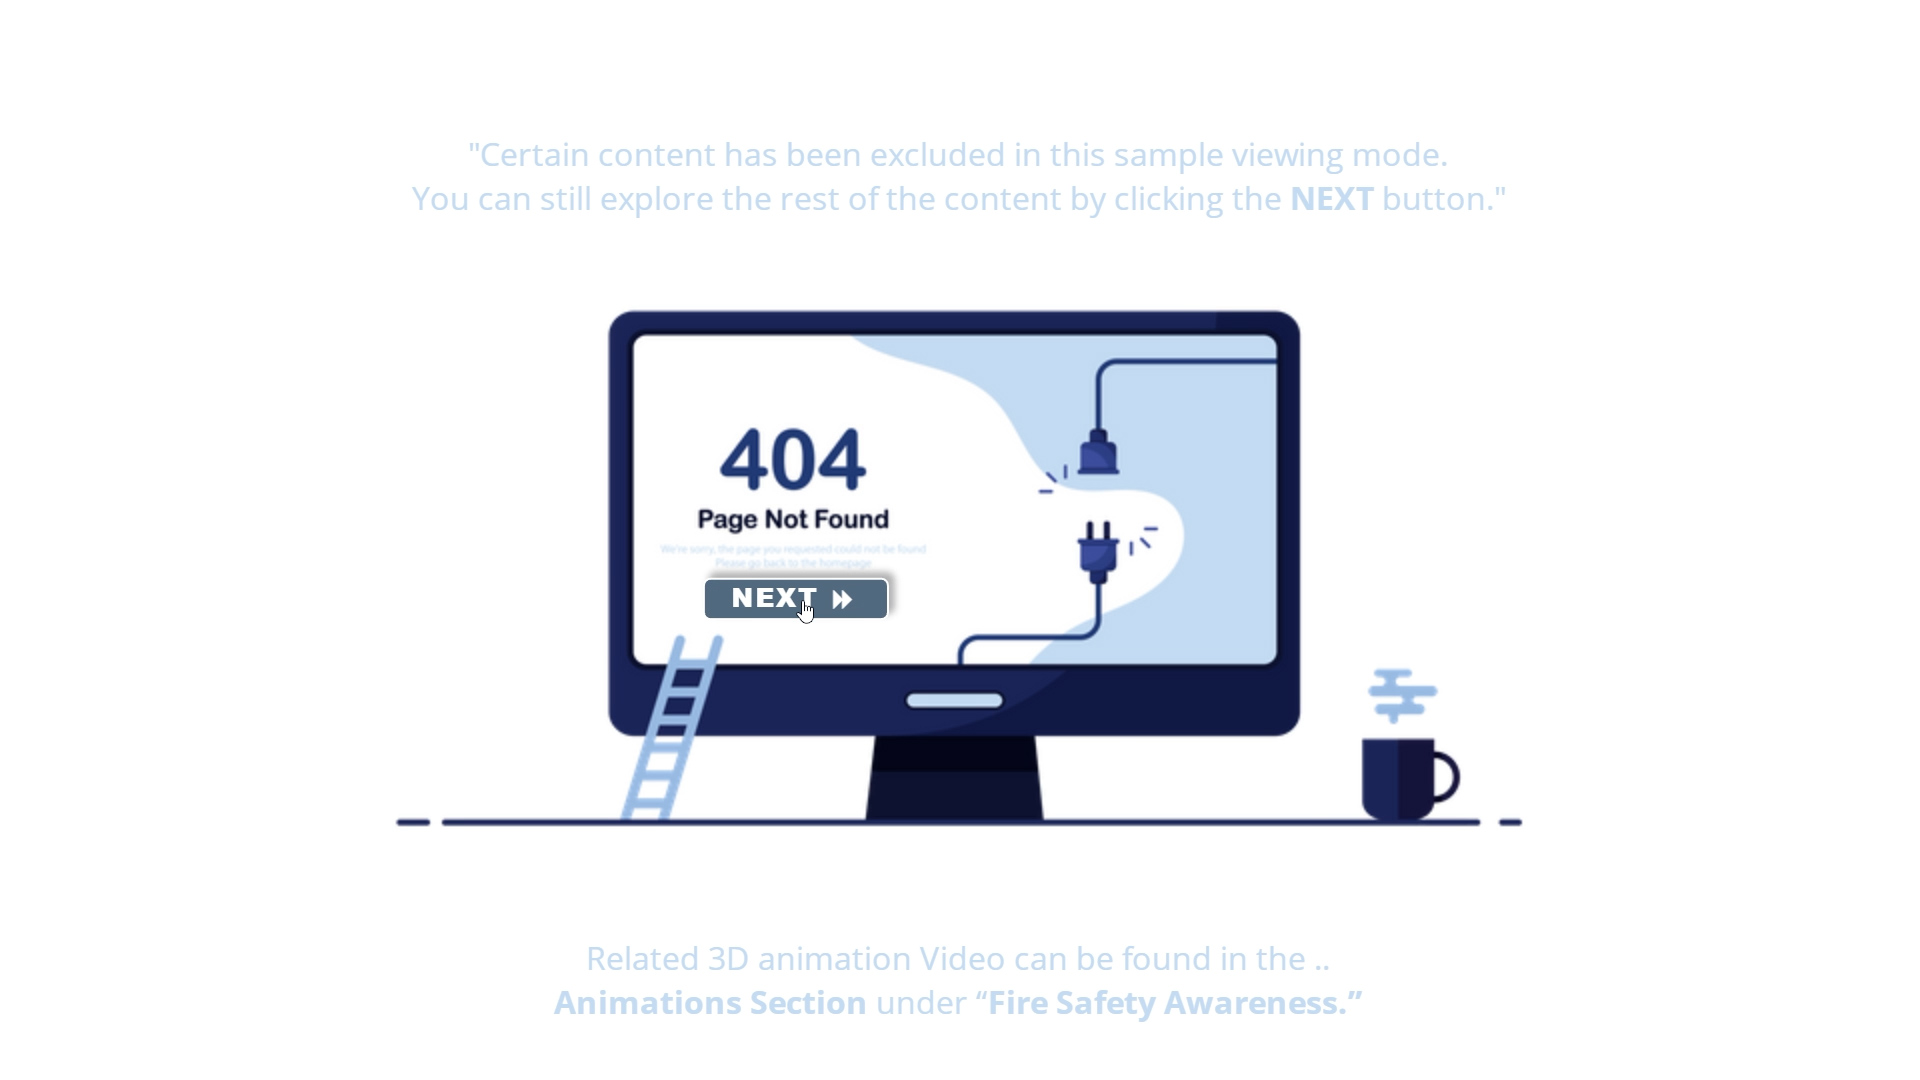 "Certain content has been excluded in this sample viewing mode.
You can still explore the rest of the content by clicking the NEXT button."
404
Page Not Found
We're sorry, the page you requested could not be found
Please go back to the homepage
NEXT
Related 3D animation Video can be found in the ..
Animations Section under “Fire Safety Awareness.”